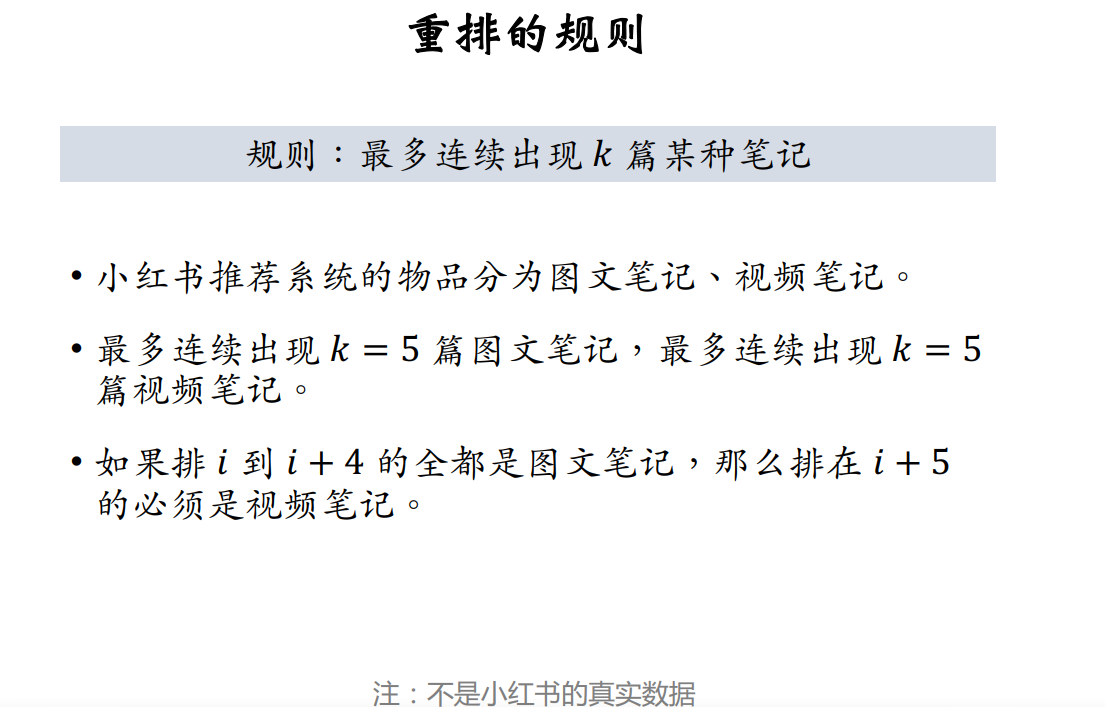 重排的规则
规则：最多连续出现 k 篇某种笔记
• 小红书推荐系统的物品分为图文笔记、视频笔记。
• 最多连续出现 k = 5 篇图文笔记，最多连续出现 k = 5
篇视频笔记。
• 如果排 i 到 i + 4 的全都是图文笔记，那么排在 i + 5
的必须是视频笔记。
注：不是小红书的真实数据